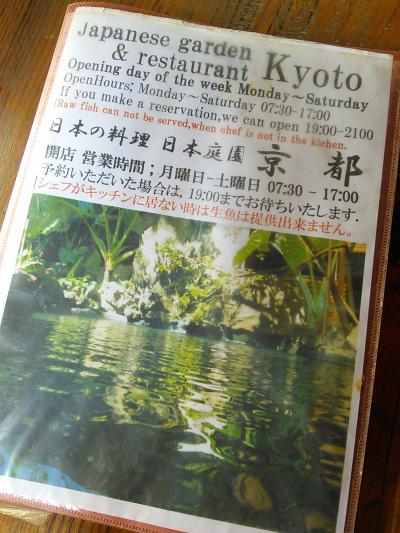 Japanese garden
& restaurant Kyoto
Opening day of the week Monday～Saturday
OpenHours; Monday～Saturday 07:30-17:00
If you make a reservation,we can open 19:00-2100
(Raw fish can not be served,when chef is not in the kichen.)
日本の料理 日本庭園 京 都
開店 営業時間；月曜日-土曜日 07:30 - 17:00
予約いただいた場合は, 19:00までお待ちいたします.
シェフがキッチンに居ない時は生魚は提供出来ません。